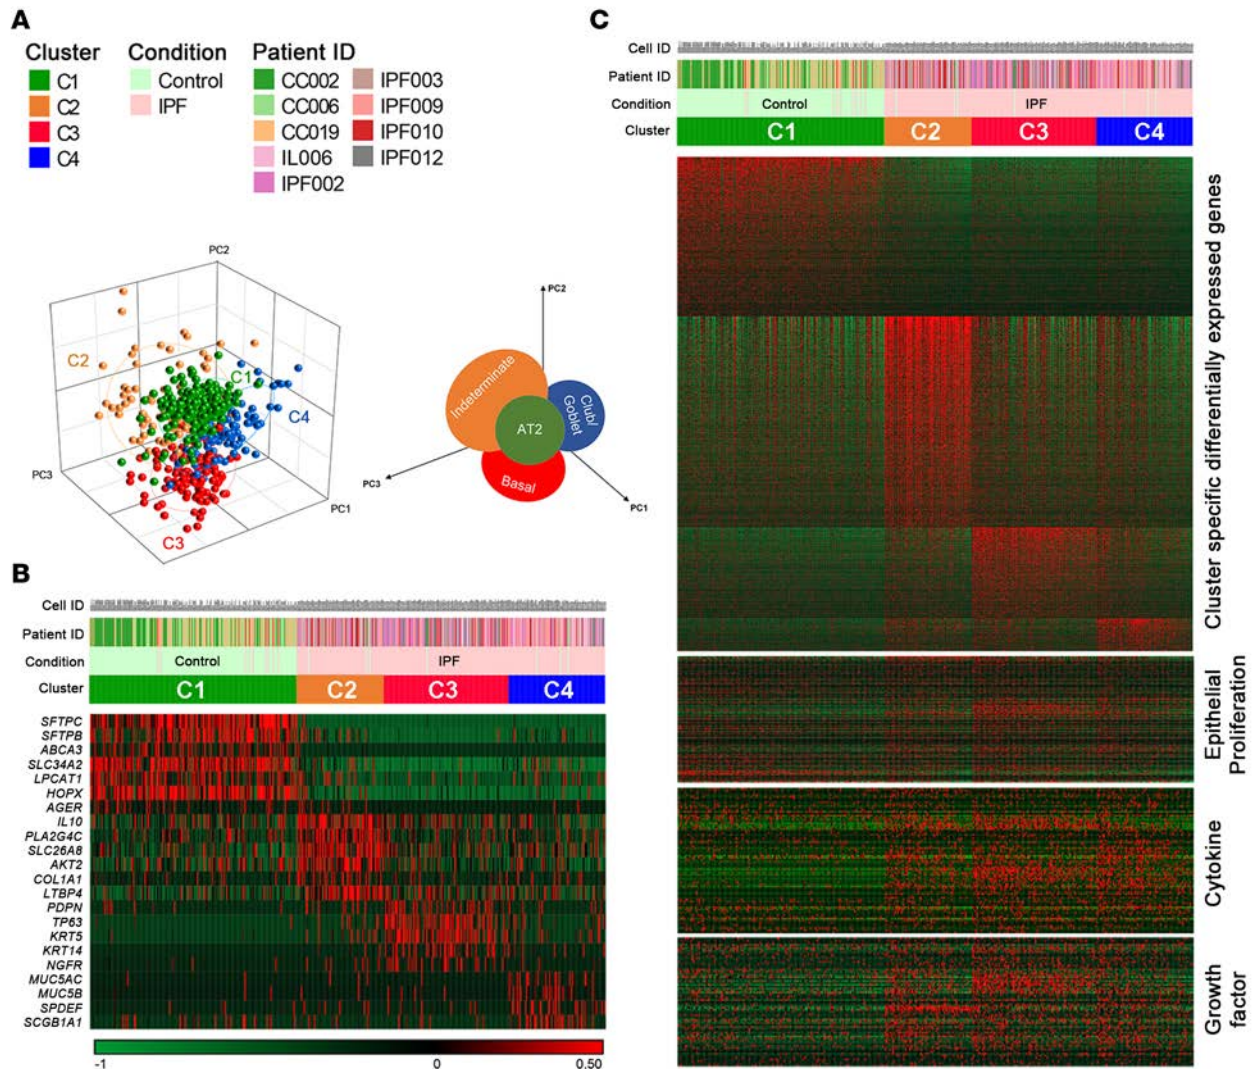 A
Cluster
C1
C2
C3
C4
Condition
Control
IPF
Patient ID
CC002
CC006
CC019
IL006
IPF002
IPF003
IPF009
IPF010
IPF012
PC2
C2
C1
C4
PC3
PC1
C3
PC2
Indeterminate
Club/
Goblet
AT2
Basal
PC3
PC1
B
Cell ID
Patient ID
Condition
Control
IPF
Cluster
C1
C2
C3
C4
SFTPC
SFTPB
ABCA3
SLC34A2
LPCAT1
HOPX
AGER
IL10
PLA2G4C
SLC26A8
AKT2
COL1A1
LTBP4
PDPN
TP63
KRT5
KRT14
NGFR
MUC5AC
MUC5B
SPDEF
SCGB1A1
-1
0
0.50
C
Cell ID
Patient ID
Condition
Control
IPF
Cluster
C1
C2
C3
C4
Cluster specific differentially expressed genes
Epithelial
Proliferation
Cytokine
Growth
factor